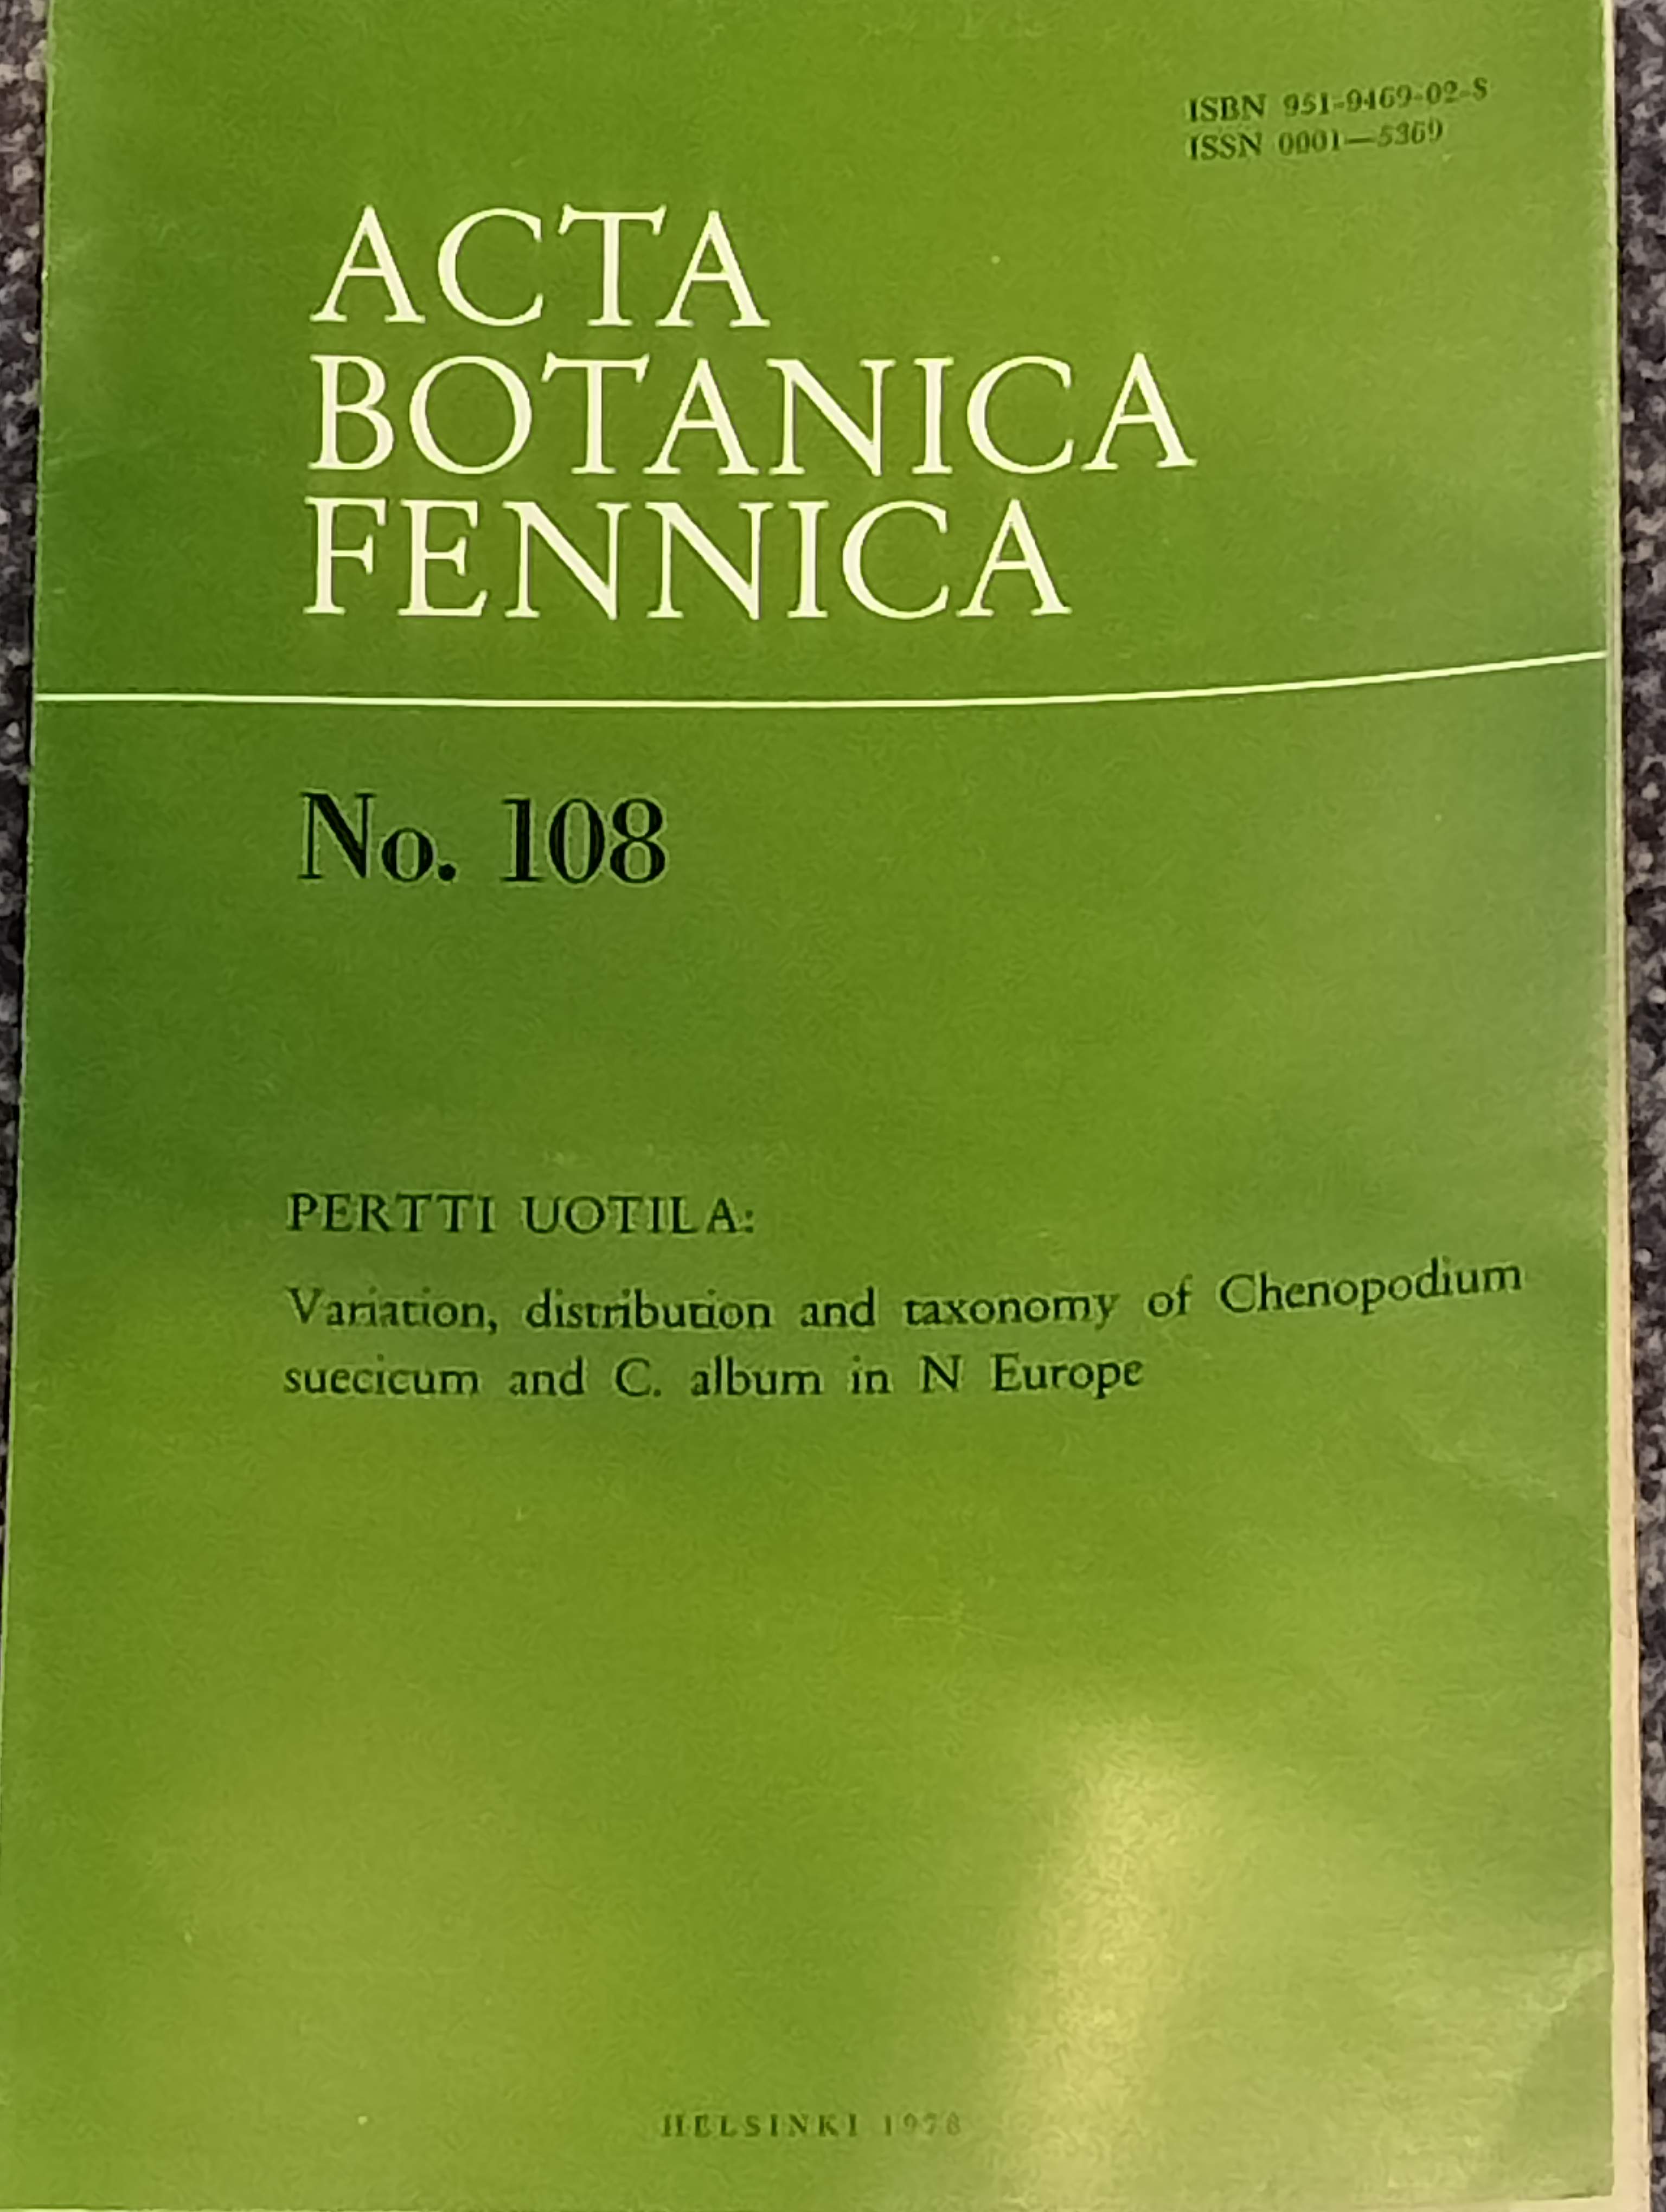 ISBN 951-9469-02-8
ISSN 0001—5369
ACTA
BOTANICA
FENNICA
No. 108
PERTTI UOTILA:
Variation, distribution and taxonomy of Chenopodium
suecicum and C. album in N Europe
HELSINKI 1978